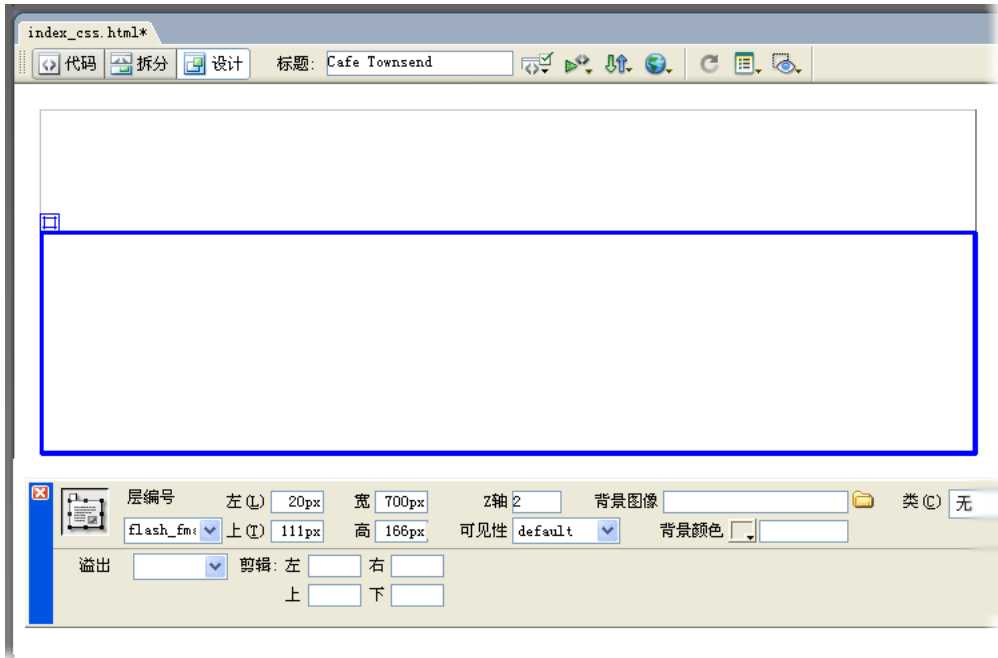 index_css.html*
代码 拆分 设计 标题: Cafe Townsend
层编号 左(L) 20px 宽 700px Z轴 2 背景图像 类(C) 无
flash_fms 上(T) 111px 高 166px 可见性 default 背景颜色
溢出 剪辑: 左 右
上 下